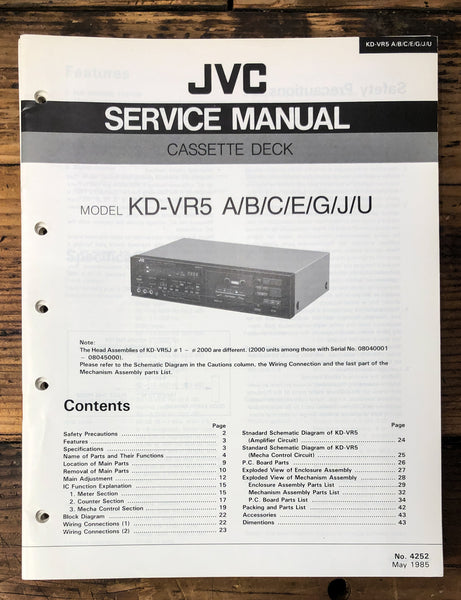 KD-VR5 A/B/C/E/G/J/U
JVC
SERVICE MANUAL
CASSETTE DECK
MODEL KD-VR5 A/B/C/E/G/J/U
JVC
Note:
The Head Assemblies of KD-VR5J #1 ~ #2000 are different. (2000 units among those with Serial No. 08040001
~ 08045000).
Please refer to the Schematic Diagram in the Cautions column, the Wiring Connection and the last part of the
Mechanism Assembly parts List.
Contents
Page
Safety Precautions 2
Features 3
Specifications 3
Name of Parts and Their Functions 4
Location of Main Parts 9
Removal of Main Parts 10
Main Adjustment 12
IC Function Explanation 15
1. Meter Section 15
2. Counter Section 17
3. Mecha Control Section 19
Block Diagram 22
Wiring Connections (1) 22
Wiring Connections (2) 23
Page
Stnadard Schematic Diagram of KD-VR5
(Amplifier Circuit) 24
Standard Schematic Diagram of KD-VR5
(Mecha Control Circuit) 25
P.C. Board Parts 26
Exploded View of Enclosure Assembly 27
Exploded View of Mechanism Assembly 28
Enclosure Assembly Parts List 29
Mechanism Assembly Parts List 32
P.C. Board Parts List 34
Packing and Parts List 42
Accessories 43
Dimentions 43
No. 4252
May 1985